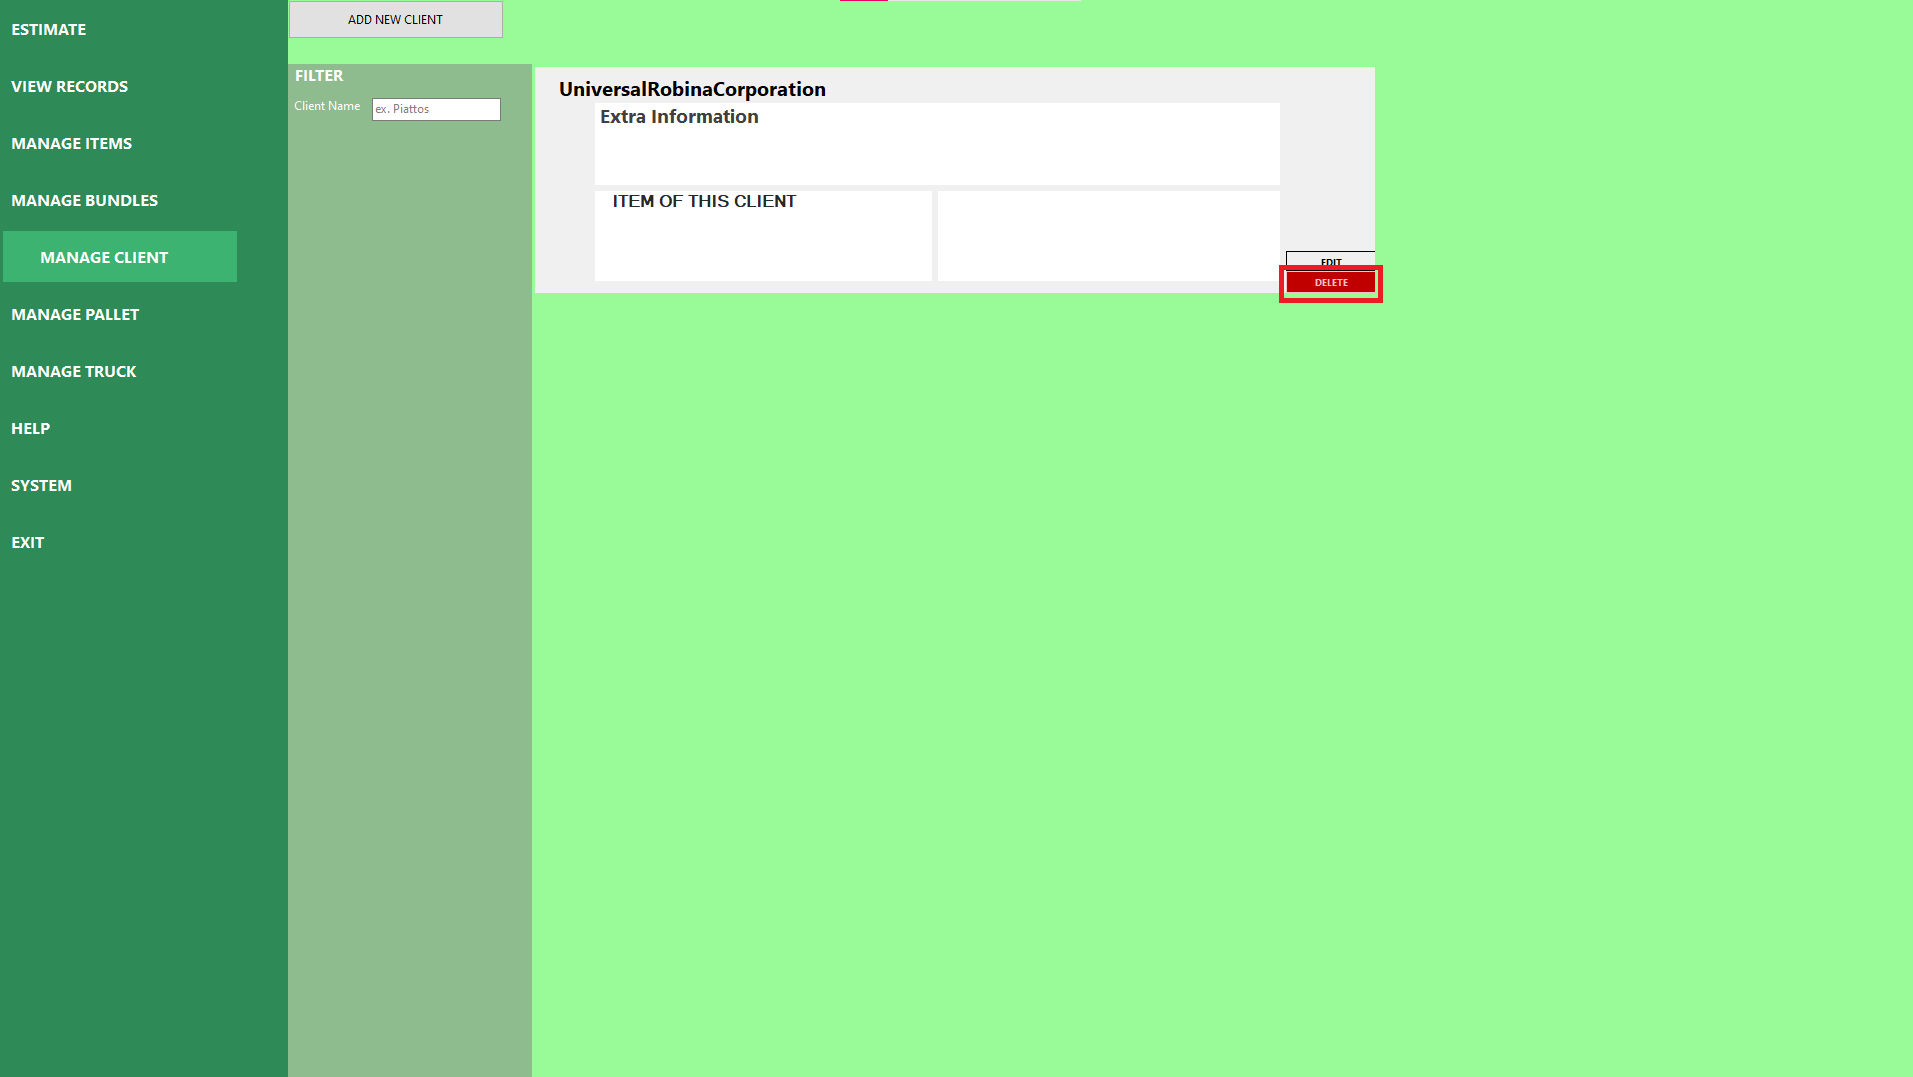 ESTIMATE
VIEW RECORDS
MANAGE ITEMS
MANAGE BUNDLES
MANAGE CLIENT
MANAGE PALLET
MANAGE TRUCK
HELP
SYSTEM
EXIT
ADD NEW CLIENT
FILTER
Client Name
ex. Piattos
UniversalRobinaCorporation
Extra Information
ITEM OF THIS CLIENT
EDIT
DELETE